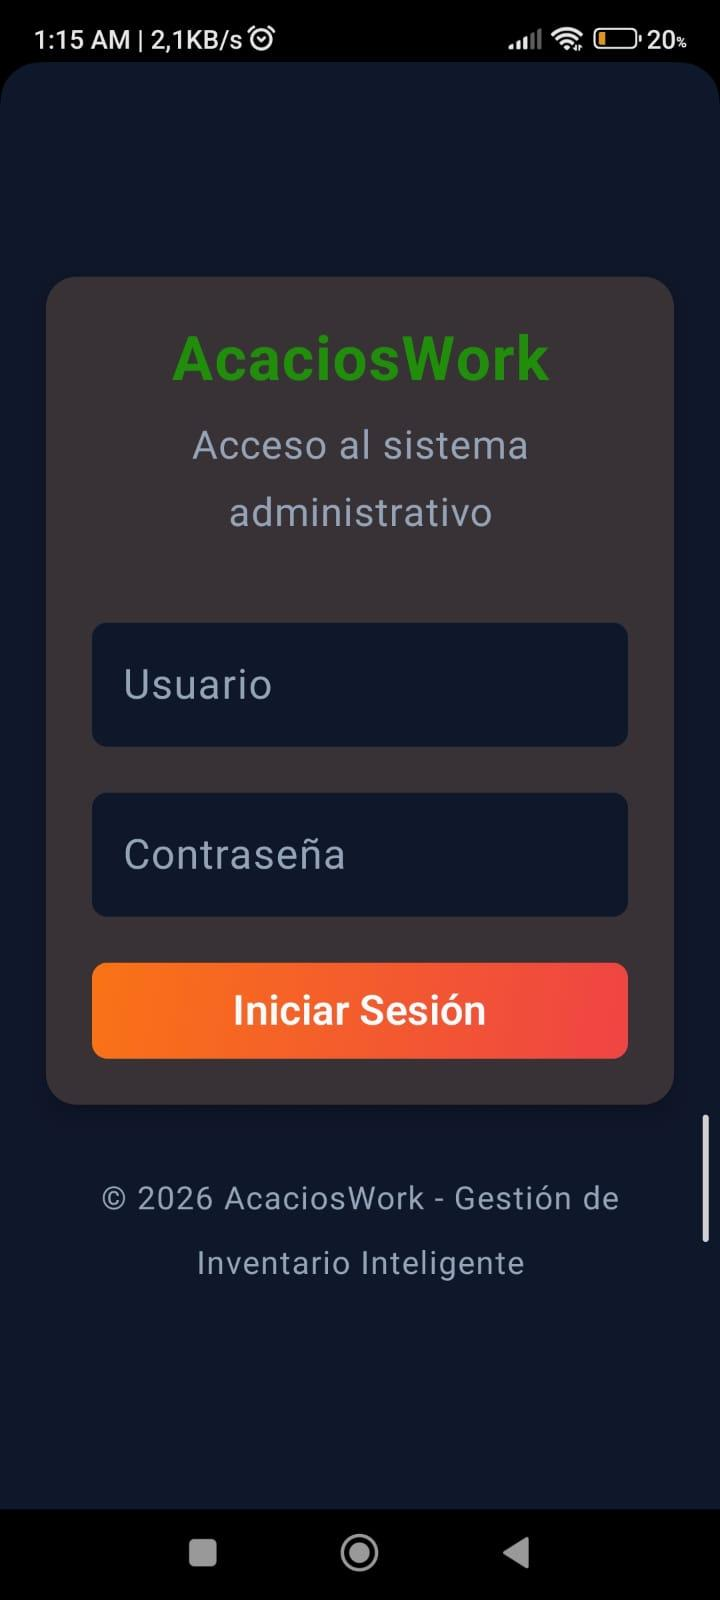 1:15 AM | 2,1KB/s
20%
AcaciosWork
Acceso al sistema
administrativo
Usuario
Contraseña
Iniciar Sesión
© 2026 AcaciosWork - Gestión de
Inventario Inteligente